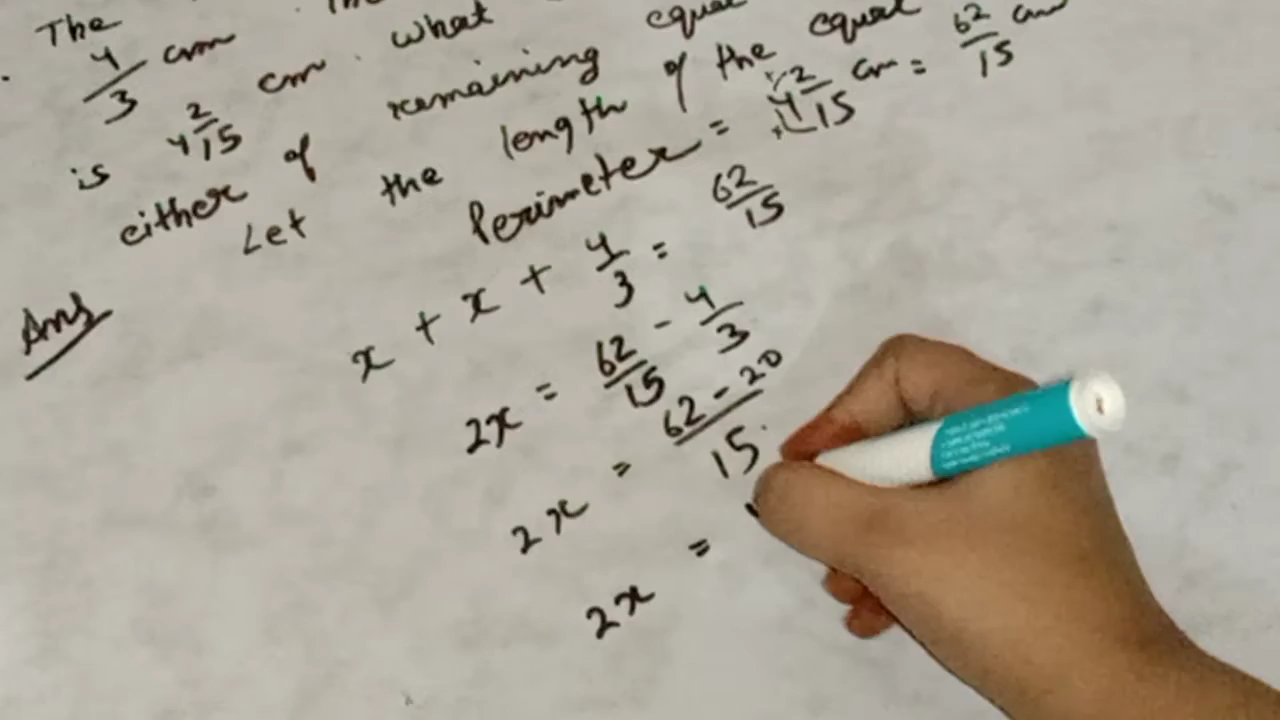 The
4/3 cm . The
is 4 2/15 cm . what
either of remaining equal
Let the length of the equal
Perimeter = 4 2/15 cm = 62/15 cm
Ans
x + x + 4/3 = 62/15
2x = 62/15 - 4/3
2x = 62 - 20/15
2x =